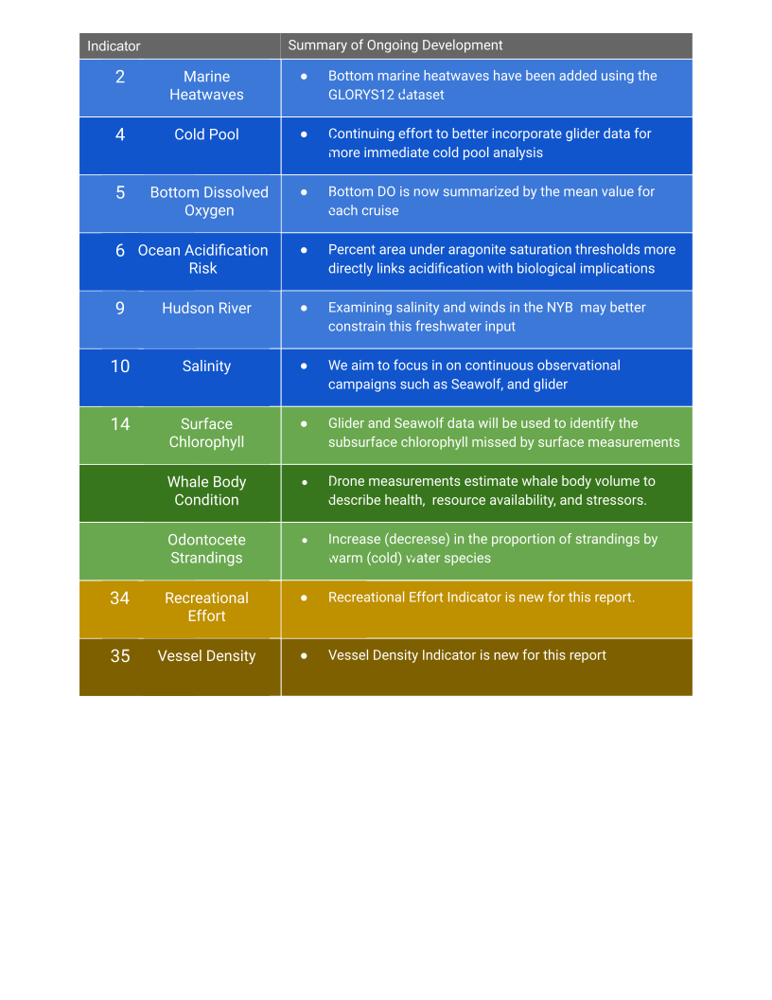 Indicator
Summary of Ongoing Development
2
Marine
Heatwaves
● Bottom marine heatwaves have been added using the
GLORYS12 dataset
4
Cold Pool
● Continuing effort to better incorporate glider data for
more immediate cold pool analysis
5
Bottom Dissolved
Oxygen
● Bottom DO is now summarized by the mean value for
each cruise
6
Ocean Acidification
Risk
● Percent area under aragonite saturation thresholds more
directly links acidification with biological implications
9
Hudson River
● Examining salinity and winds in the NYB  may better
constrain this freshwater input
10
Salinity
● We aim to focus in on continuous observational
campaigns such as Seawolf, and glider
14
Surface
Chlorophyll
● Glider and Seawolf data will be used to identify the
subsurface chlorophyll missed by surface measurements
Whale Body
Condition
● Drone measurements estimate whale body volume to
describe health,  resource availability, and stressors.
Odontocete
Strandings
● Increase (decrease) in the proportion of strandings by
warm (cold) water species
34
Recreational
Effort
● Recreational Effort Indicator is new for this report.
35
Vessel Density
● Vessel Density Indicator is new for this report